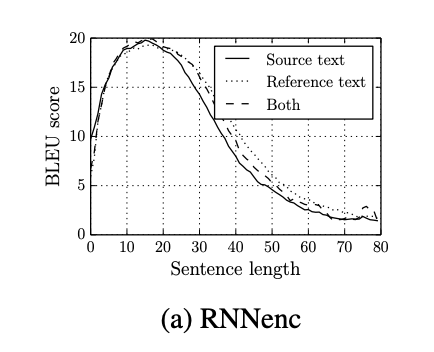 20
15
10
5
0
BLEU score
Source text
Reference text
Both
0 10 20 30 40 50 60 70 80
Sentence length
(a) RNNenc